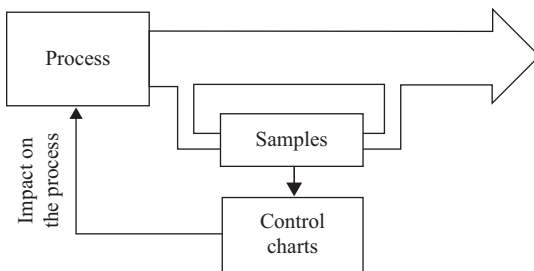 Process
Samples
Impact on
the process
Control
charts